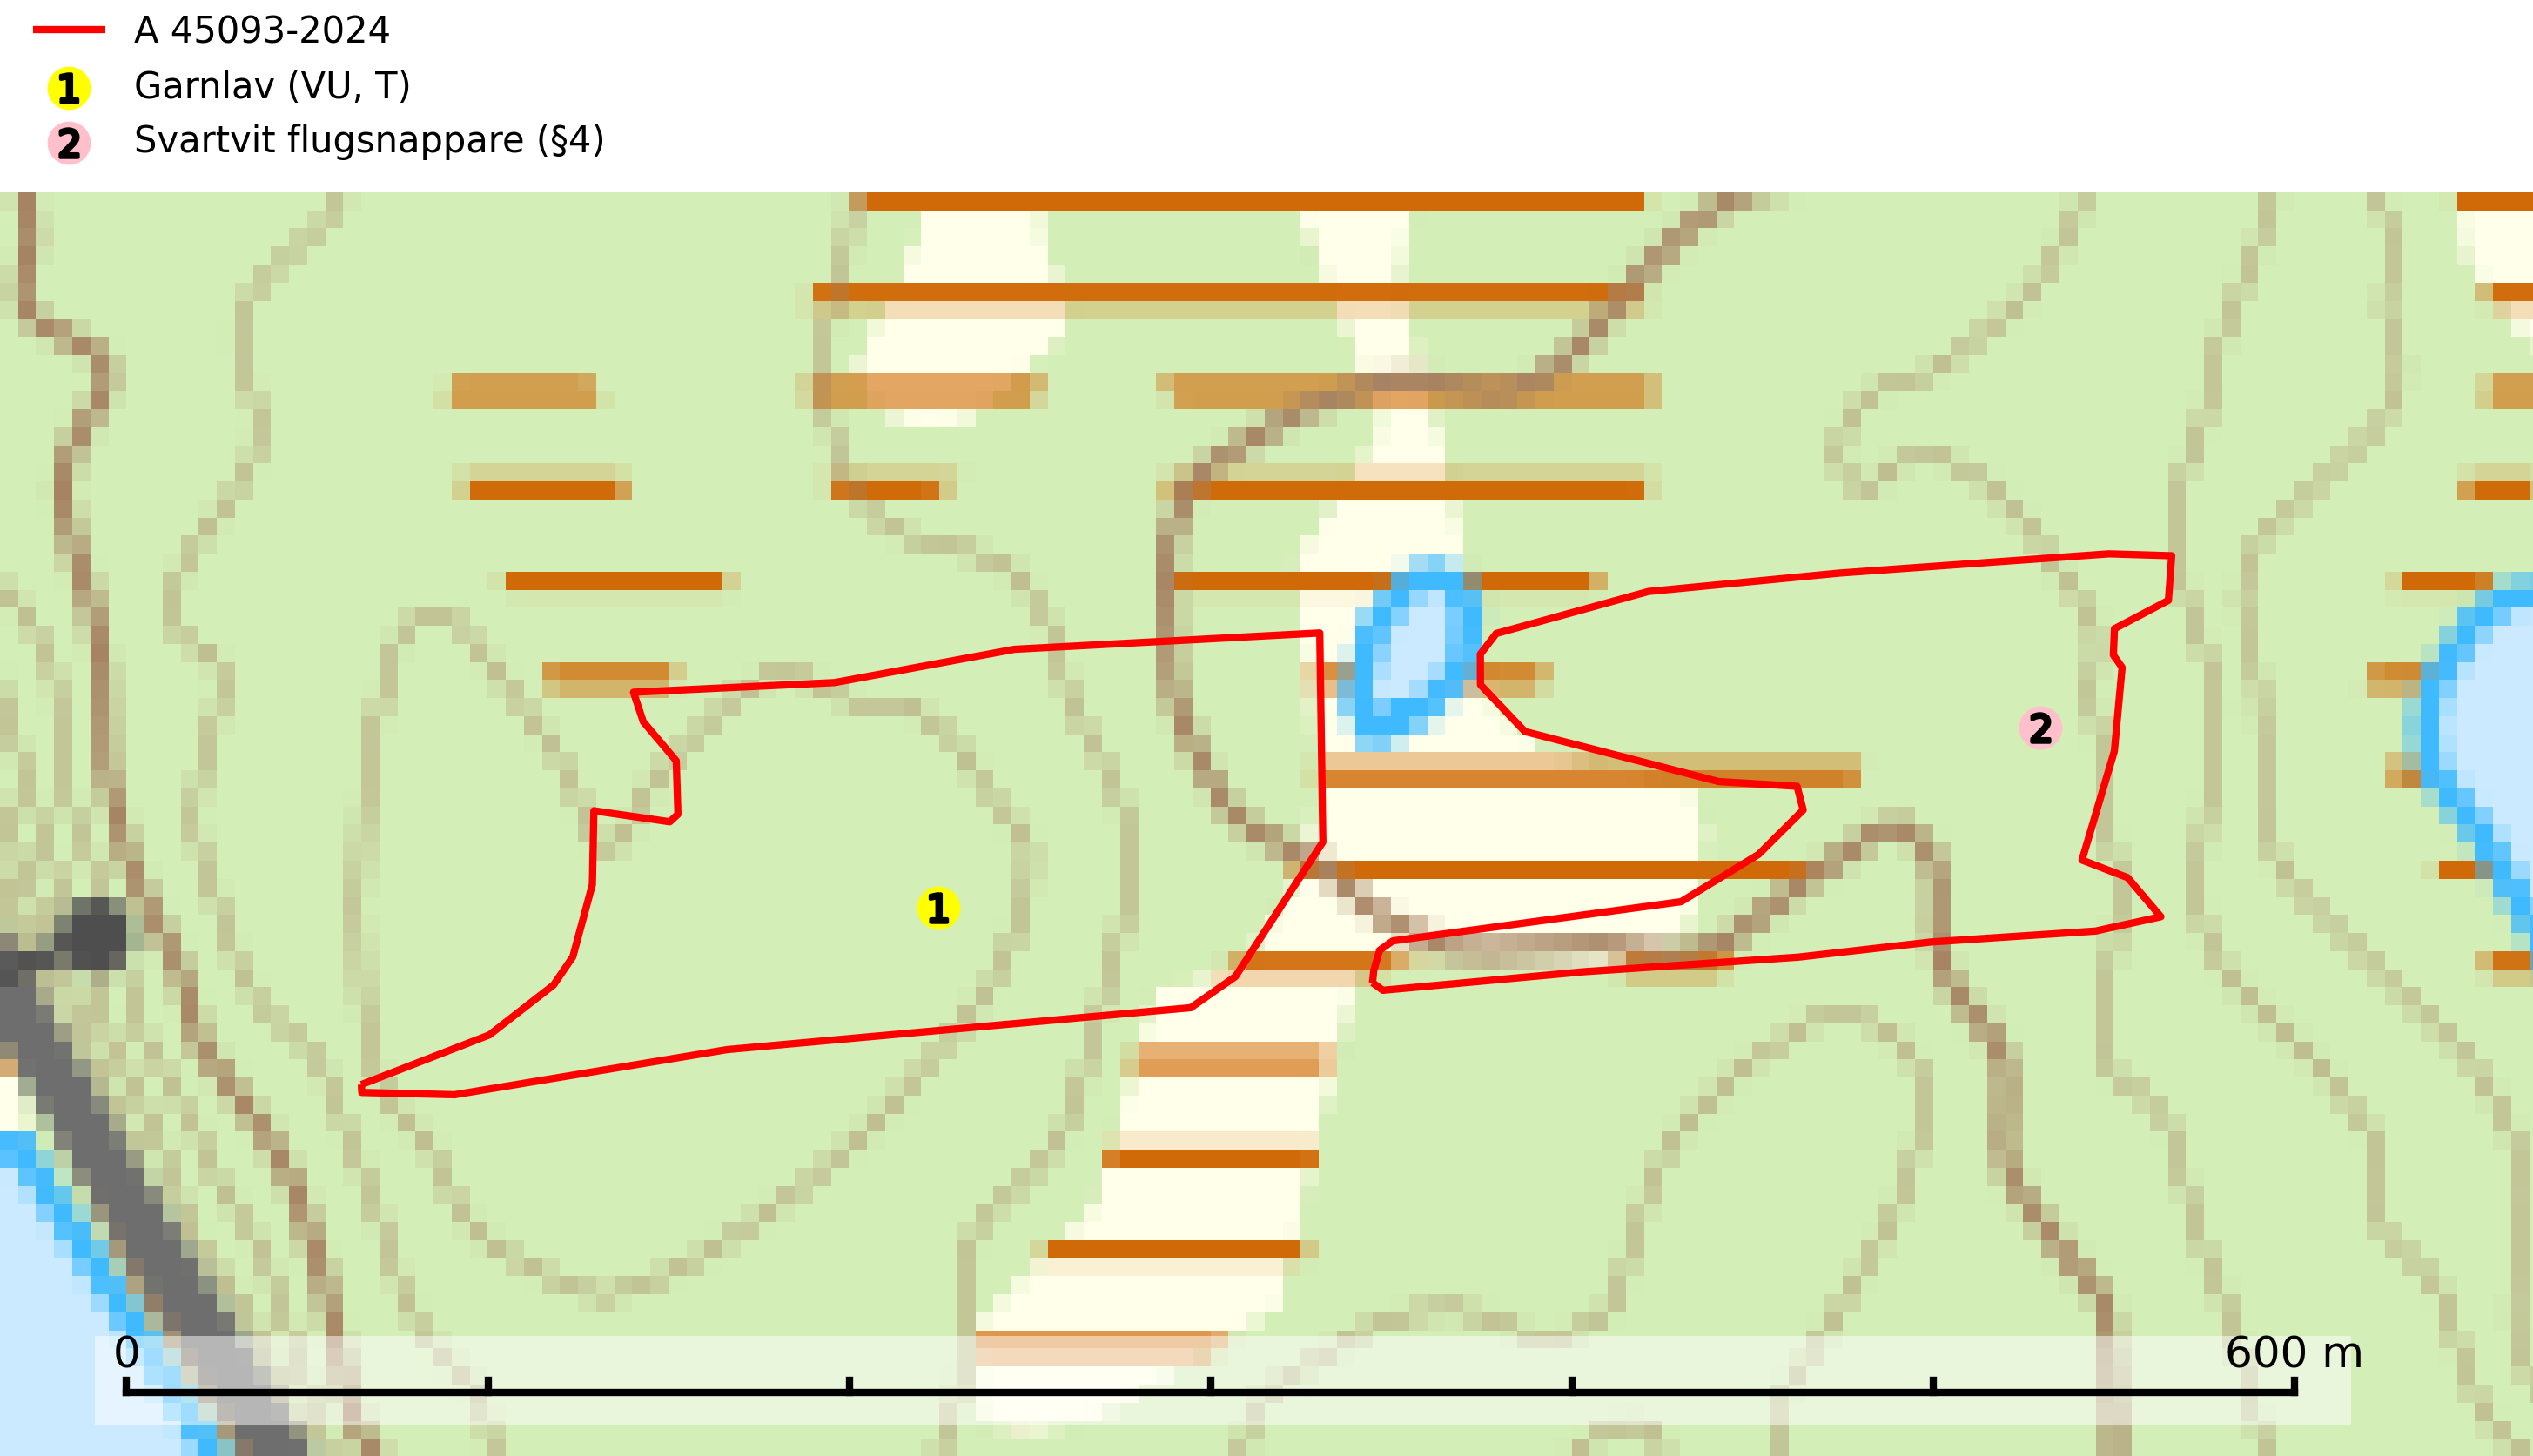 A 45093-2024
1 Garnlav (VU, T)
2 Svartvit flugsnappare (§4)
2
1
0 600 m